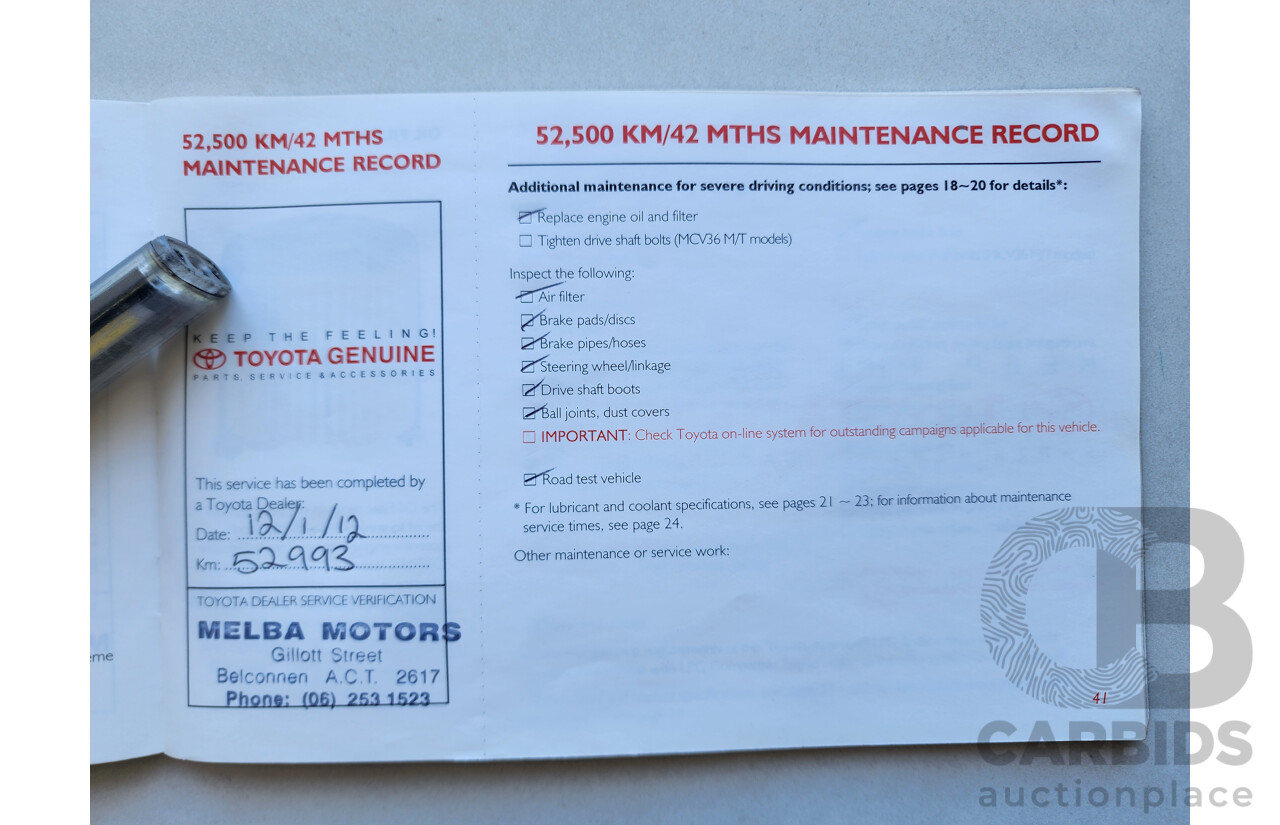 52,500 KM/42 MTHS
MAINTENANCE RECORD
KEEP THE FEELING!
TOYOTA GENUINE
PARTS, SERVICE & ACCESSORIES
This service has been completed by
a Toyota Dealer:
Date: 12/1/12
Km: 52993
TOYOTA DEALER SERVICE VERIFICATION
MELBA MOTORS
Gillott Street
Belconnen A.C.T. 2617
Phone: (06) 253 1523
eme
52,500 KM/42 MTHS MAINTENANCE RECORD
Additional maintenance for severe driving conditions; see pages 18~20 for details*:
Replace engine oil and filter
Tighten drive shaft bolts (MCV36 M/T models)
Inspect the following:
Air filter
Brake pads/discs
Brake pipes/hoses
Steering wheel/linkage
Drive shaft boots
Ball joints, dust covers
IMPORTANT: Check Toyota on-line system for outstanding campaigns applicable for this vehicle.
Road test vehicle
* For lubricant and coolant specifications, see pages 21 ~ 23; for information about maintenance
service times, see page 24.
Other maintenance or service work:
41
CB
CARBIDS
auctionplace